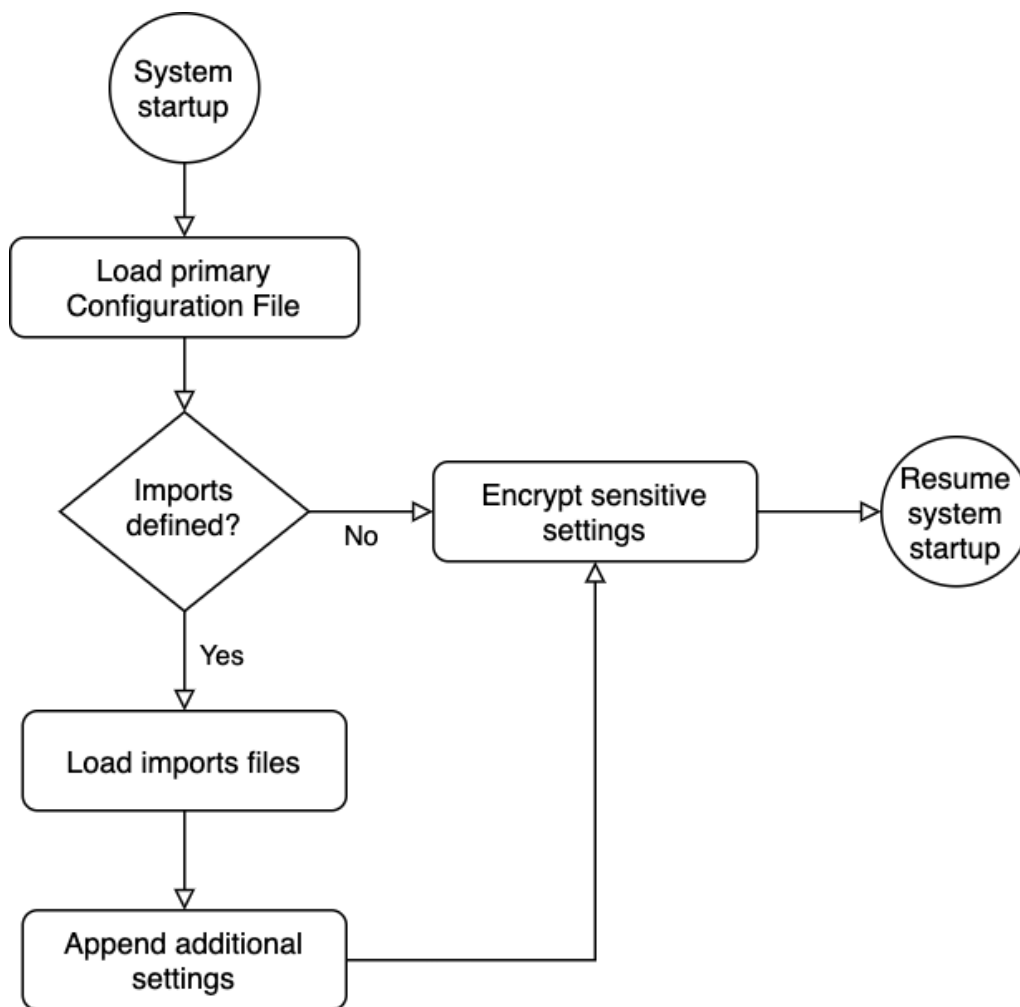 System
startup
Load primary
Configuration File
Imports
defined?
No
Encrypt sensitive
settings
Resume
system
startup
Yes
Load imports files
Append additional
settings